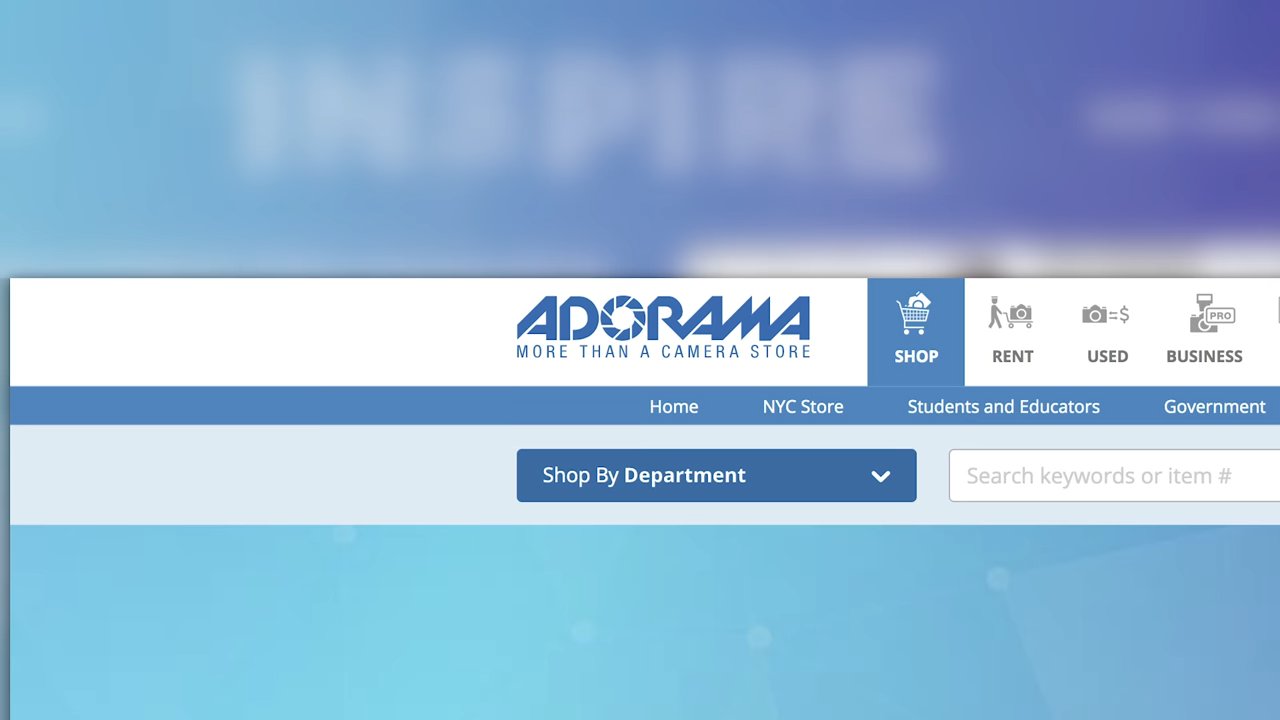 INSPIRE
ADORAMA
MORE THAN A CAMERA STORE
SHOP
RENT
USED
BUSINESS
PRO
Home
NYC Store
Students and Educators
Government
Shop By Department
Search keywords or item #